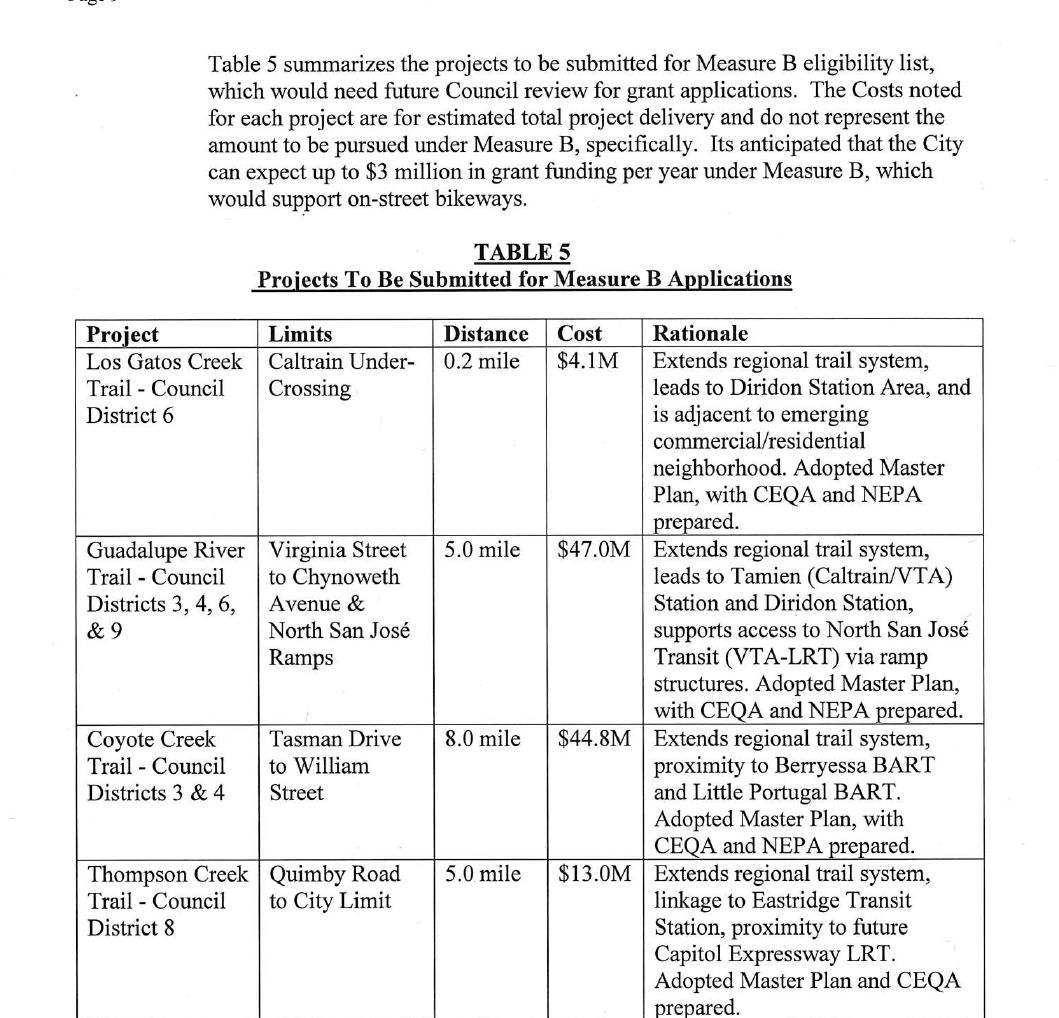 Table 5 summarizes the projects to be submitted for Measure B eligibility list,
which would need future Council review for grant applications.  The Costs noted
for each project are for estimated total project delivery and do not represent the
amount to be pursued under Measure B, specifically.  Its anticipated that the City
can expect up to $3 million in grant funding per year under Measure B, which
would support on-street bikeways.
TABLE 5
Projects To Be Submitted for Measure B Applications
Project Limits Distance Cost Rationale
Los Gatos Creek Caltrain Under- 0.2 mile $4.1M Extends regional trail system,
Trail - Council Crossing leads to Diridon Station Area, and
District 6 is adjacent to emerging
commercial/residential
neighborhood. Adopted Master
Plan, with CEQA and NEPA
prepared.
Guadalupe River Virginia Street 5.0 mile $47.0M Extends regional trail system,
Trail - Council to Chynoweth leads to Tamien (Caltrain/VTA)
Districts 3, 4, 6, Avenue & Station and Diridon Station,
& 9 North San José supports access to North San José
Ramps Transit (VTA-LRT) via ramp
structures. Adopted Master Plan,
with CEQA and NEPA prepared.
Coyote Creek Tasman Drive 8.0 mile $44.8M Extends regional trail system,
Trail - Council to William proximity to Berryessa BART
Districts 3 & 4 Street and Little Portugal BART.
Adopted Master Plan, with
CEQA and NEPA prepared.
Thompson Creek Quimby Road 5.0 mile $13.0M Extends regional trail system,
Trail - Council to City Limit linkage to Eastridge Transit
District 8 Station, proximity to future
Capitol Expressway LRT.
Adopted Master Plan and CEQA
prepared.